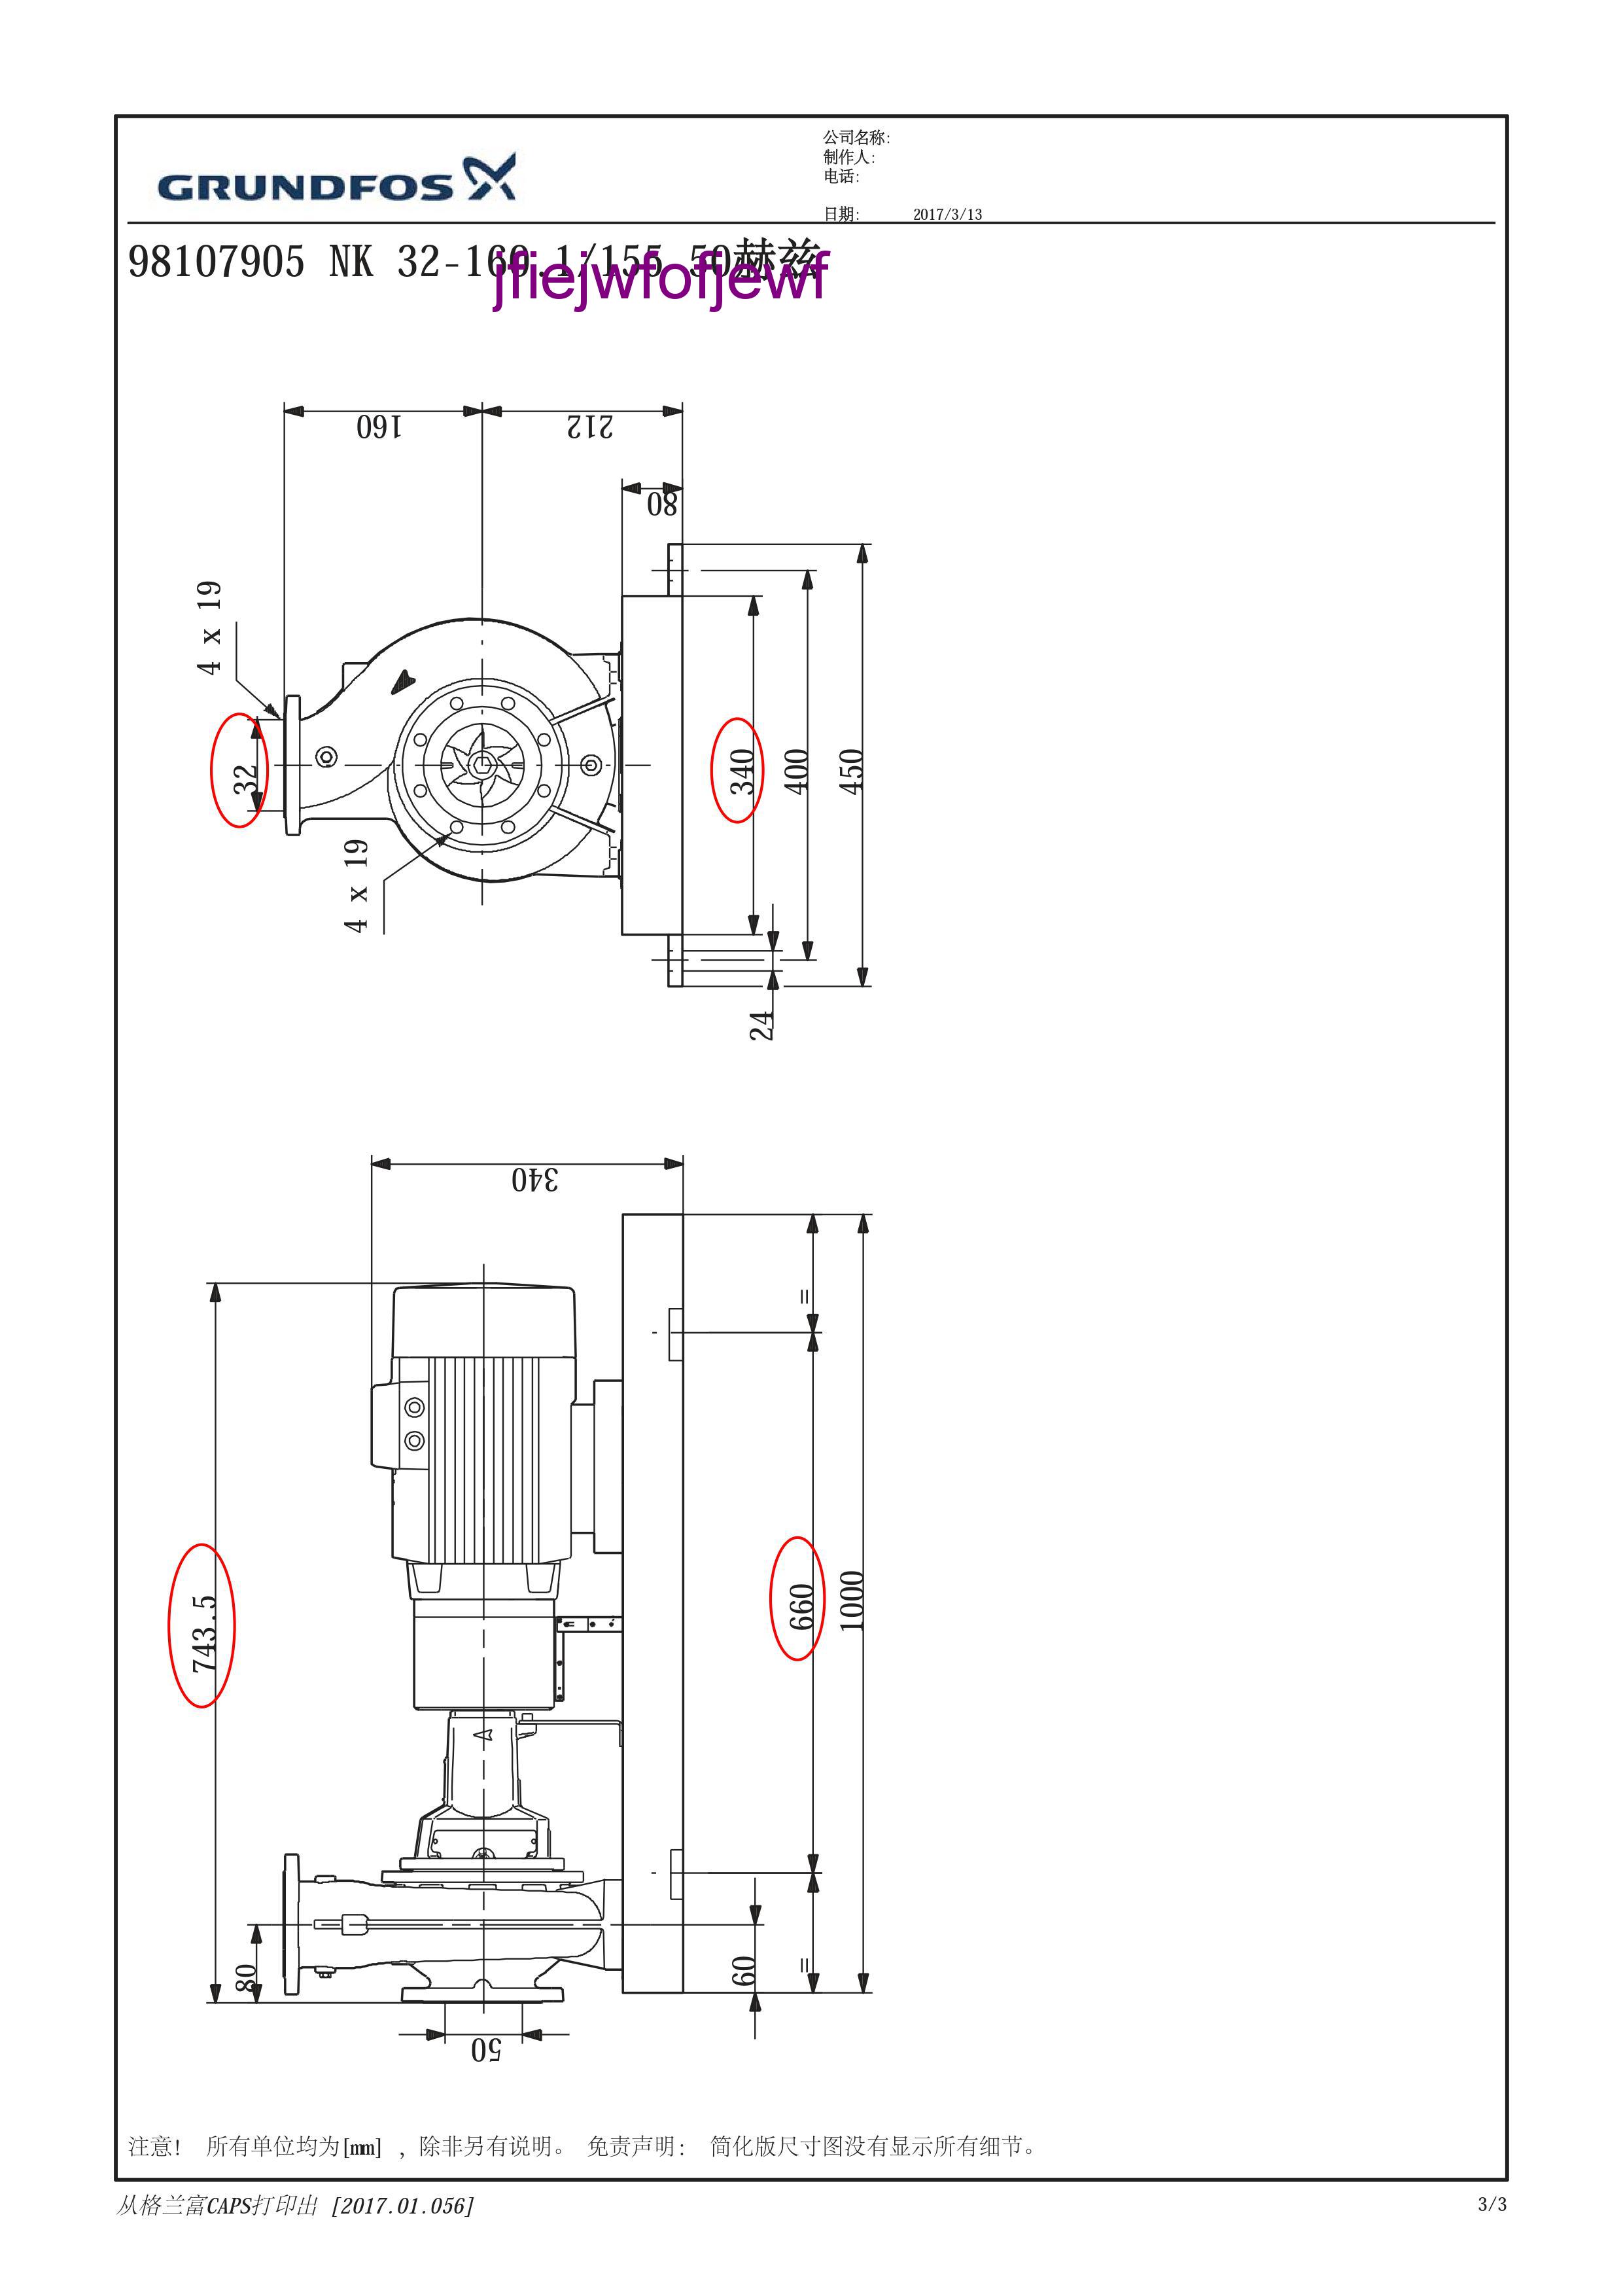 GRUNDFOS
公司名称:
制作人:
电话:
日期: 2017/3/13
98107905 NK 32-160.1/155 50赫兹
jfiejwfofjewf
160
212
80
4 x 19
32
340
400
450
4 x 19
24
340
=
743.5
660
1000
80
60
=
50
注意! 所有单位均为[mm] , 除非另有说明。 免责声明: 简化版尺寸图没有显示所有细节。
从格兰富CAPS打印出 [2017.01.056]
3/3